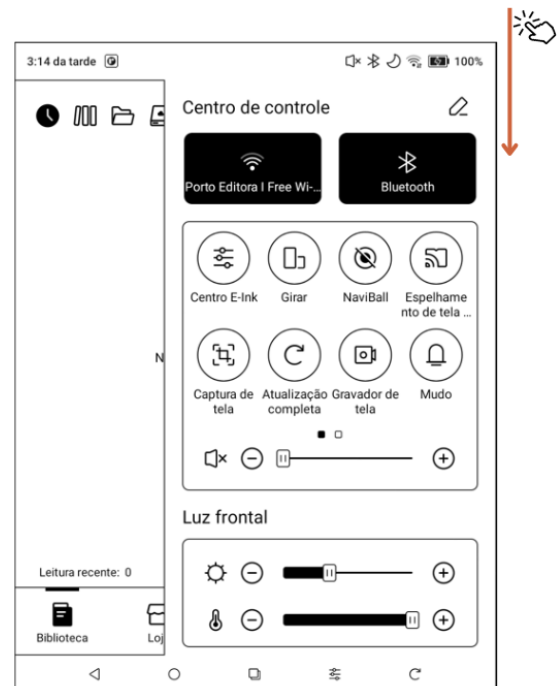 3:14 da tarde
100%
Centro de controle
Porto Editora I Free Wi-...
Bluetooth
Centro E-Ink
Girar
NaviBall
Espelhame
nto de tela ...
N
Captura de
tela
Atualização
completa
Gravador de
tela
Mudo
Luz frontal
Leitura recente: 0
Biblioteca
Loj